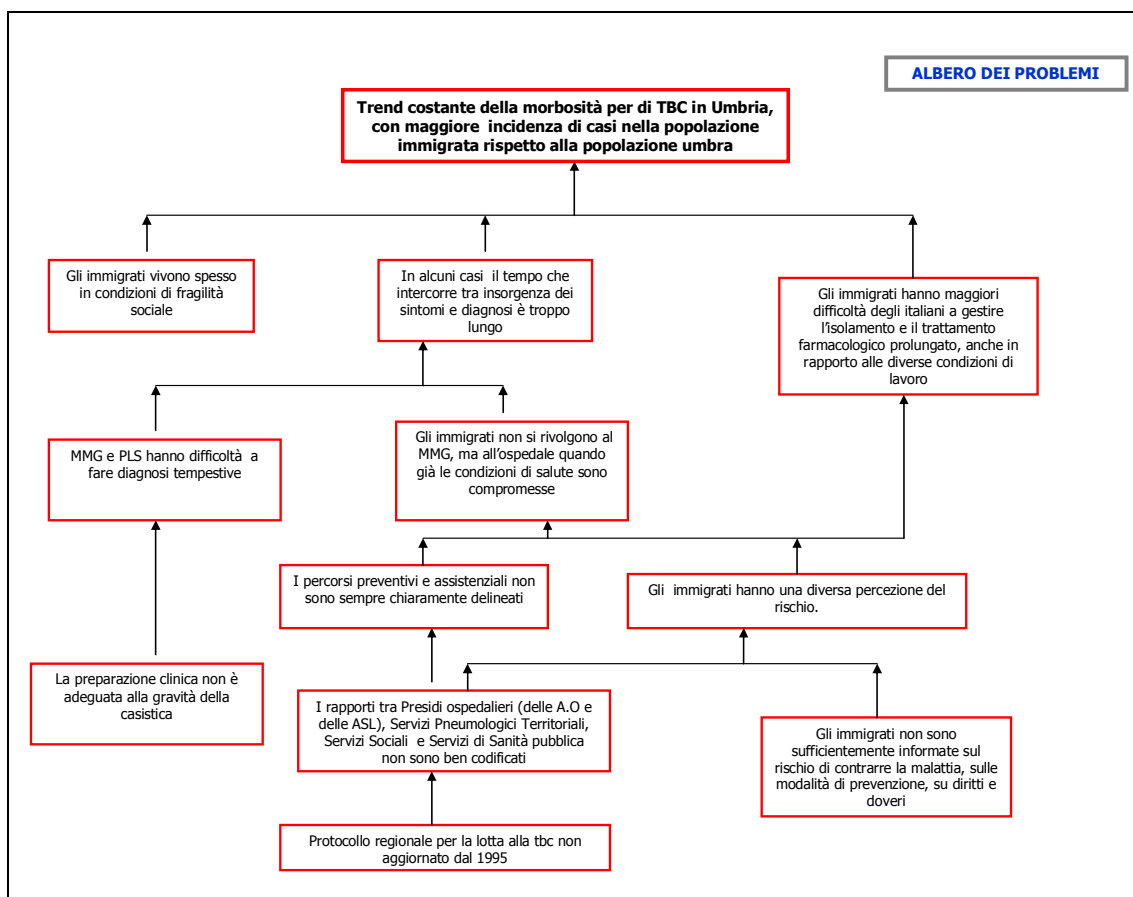 ALBERO DEI PROBLEMI
Trend costante della morbosità per di TBC in Umbria,
con maggiore incidenza di casi nella popolazione
immigrata rispetto alla popolazione umbra
Gli immigrati vivono spesso
in condizioni di fragilità
sociale
In alcuni casi il tempo che
intercorre tra insorgenza dei
sintomi e diagnosi è troppo
lungo
Gli immigrati hanno maggiori
difficoltà degli italiani a gestire
l'isolamento e il trattamento
farmacologico prolungato, anche in
rapporto alle diverse condizioni di
lavoro
MMG e PLS hanno difficoltà a
fare diagnosi tempestive
Gli immigrati non si rivolgono al
MMG, ma all'ospedale quando
già le condizioni di salute sono
compromesse
I percorsi preventivi e assistenziali non
sono sempre chiaramente delineati
Gli immigrati hanno una diversa percezione del
rischio.
La preparazione clinica non è
adeguata alla gravità della
casistica
I rapporti tra Presidi ospedalieri (delle A.O e
delle ASL), Servizi Pneumologici Territoriali,
Servizi Sociali e Servizi di Sanità pubblica
non sono ben codificati
Gli immigrati non sono
sufficientemente informate sul
rischio di contrarre la malattia, sulle
modalità di prevenzione, su diritti e
doveri
Protocollo regionale per la lotta alla tbc non
aggiornato dal 1995